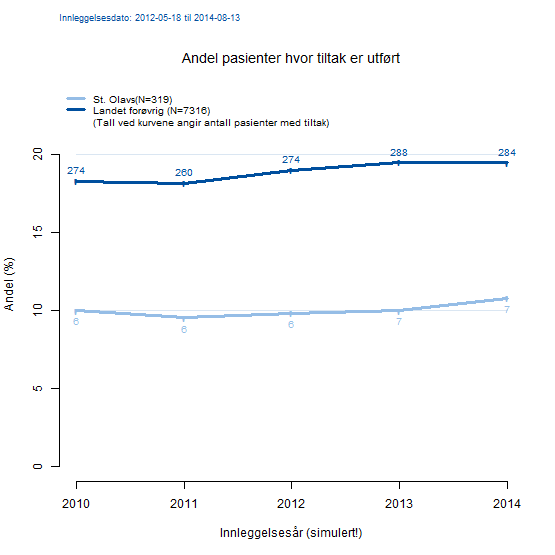 Innleggelsesdato: 2012-05-18 til 2014-08-13
Andel pasienter hvor tiltak er utført
St. Olavs(N=319)
Landet forøvrig (N=7316)
(Tall ved kurvene angir antall pasienter med tiltak)
20
274
260
274
288
284
15
Andel (%)
10
6
6
6
7
7
5
0
2010
2011
2012
2013
2014
Innleggelsesår (simulert!)